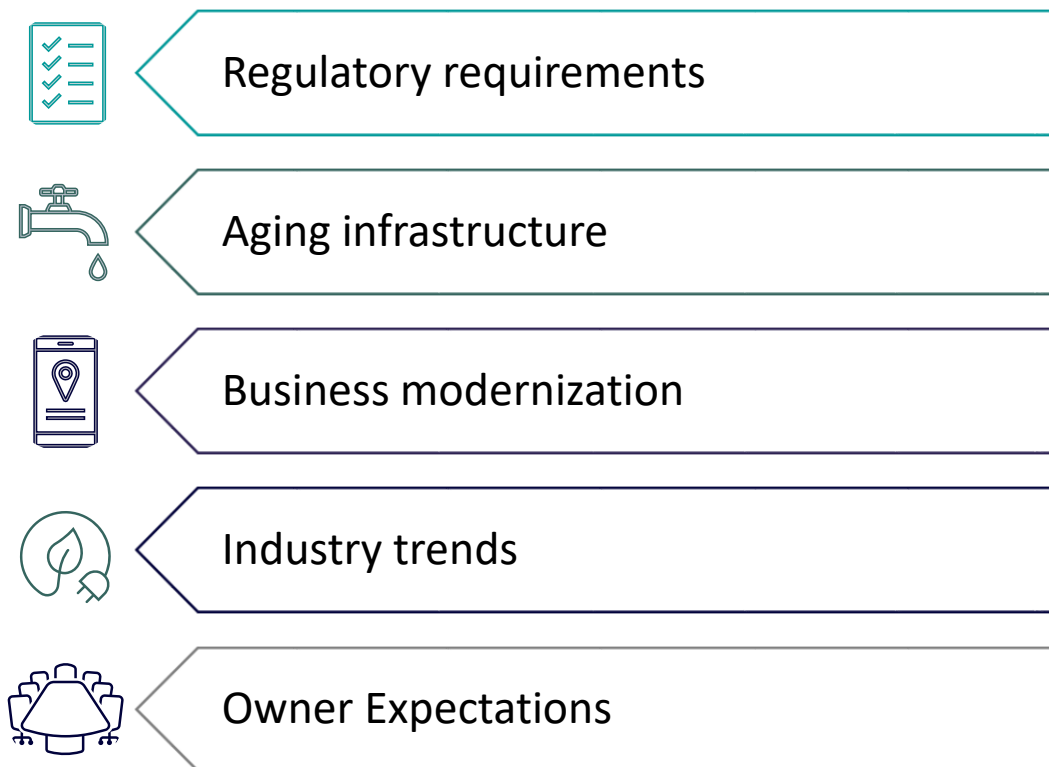 Regulatory requirements
Aging infrastructure
Business modernization
Industry trends
Owner Expectations